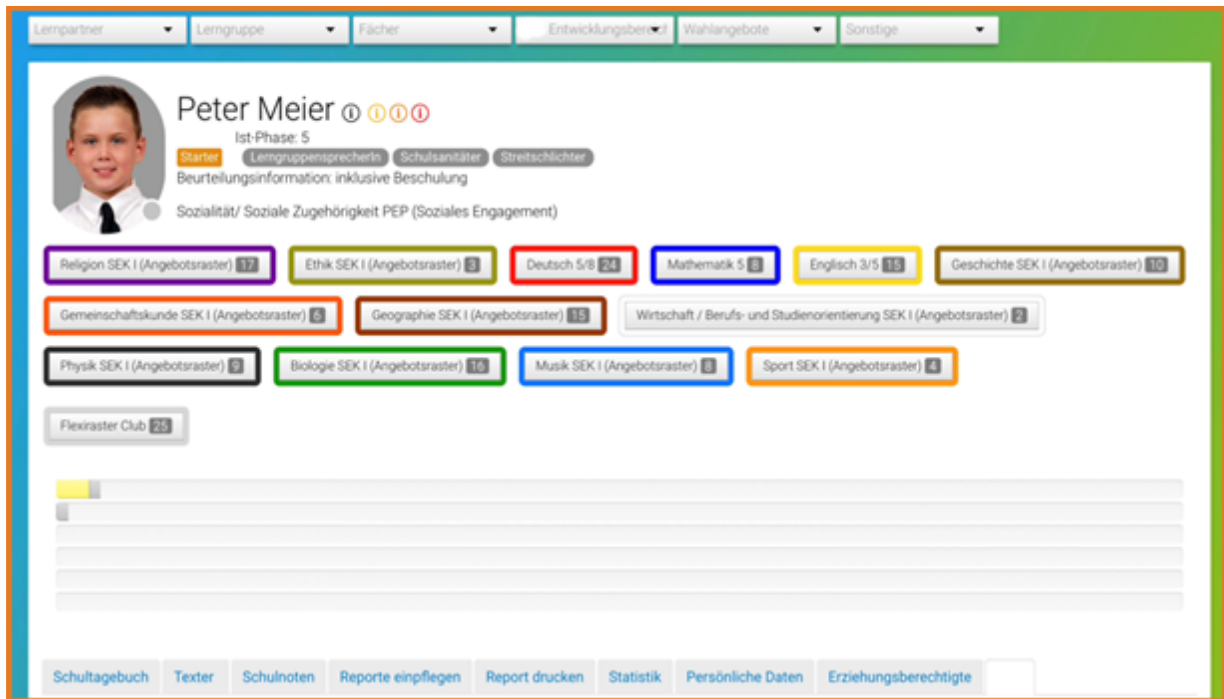 Lernpartner Lerngruppe Fächer Entwicklungsbereich Wahlangebote Sonstige
Peter Meier
Ist-Phase: 5
Starter LerngruppensprecherIn Schulsanitäter Streitschlichter
Beurteilungsinformation: inklusive Beschulung
Sozialität/ Soziale Zugehörigkeit PEP (Soziales Engagement)
Religion SEK I (Angebotsraster) 17 Ethik SEK I (Angebotsraster) 3 Deutsch 5/8 24 Mathematik 5 8 Englisch 3/5 15 Geschichte SEK I (Angebotsraster) 10
Gemeinschaftskunde SEK I (Angebotsraster) 6 Geographie SEK I (Angebotsraster) 15 Wirtschaft / Berufs- und Studienorientierung SEK I (Angebotsraster) 2
Physik SEK I (Angebotsraster) 9 Biologie SEK I (Angebotsraster) 16 Musik SEK I (Angebotsraster) 8 Sport SEK I (Angebotsraster) 4
Flexiraster Club 25
Schultagebuch Texter Schulnoten Reporte einpflegen Report drucken Statistik Persönliche Daten Erziehungsberechtigte